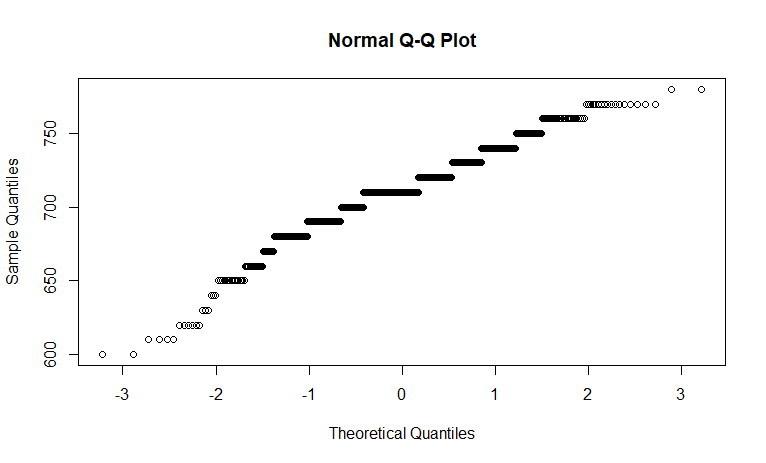 Normal Q-Q Plot
Sample Quantiles
750
700
650
600
-3 -2 -1 0 1 2 3
Theoretical Quantiles